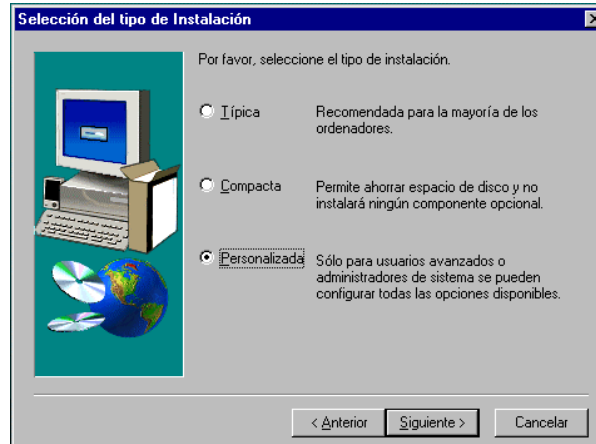 Selección del tipo de Instalación
Por favor, seleccione el tipo de instalación.
Típica
Recomendada para la mayoría de los
ordenadores.
Compacta
Permite ahorrar espacio de disco y no
instalará ningún componente opcional.
Personalizada
Sólo para usuarios avanzados o
administradores de sistema se pueden
configurar todas las opciones disponibles.
< Anterior
Siguiente >
Cancelar